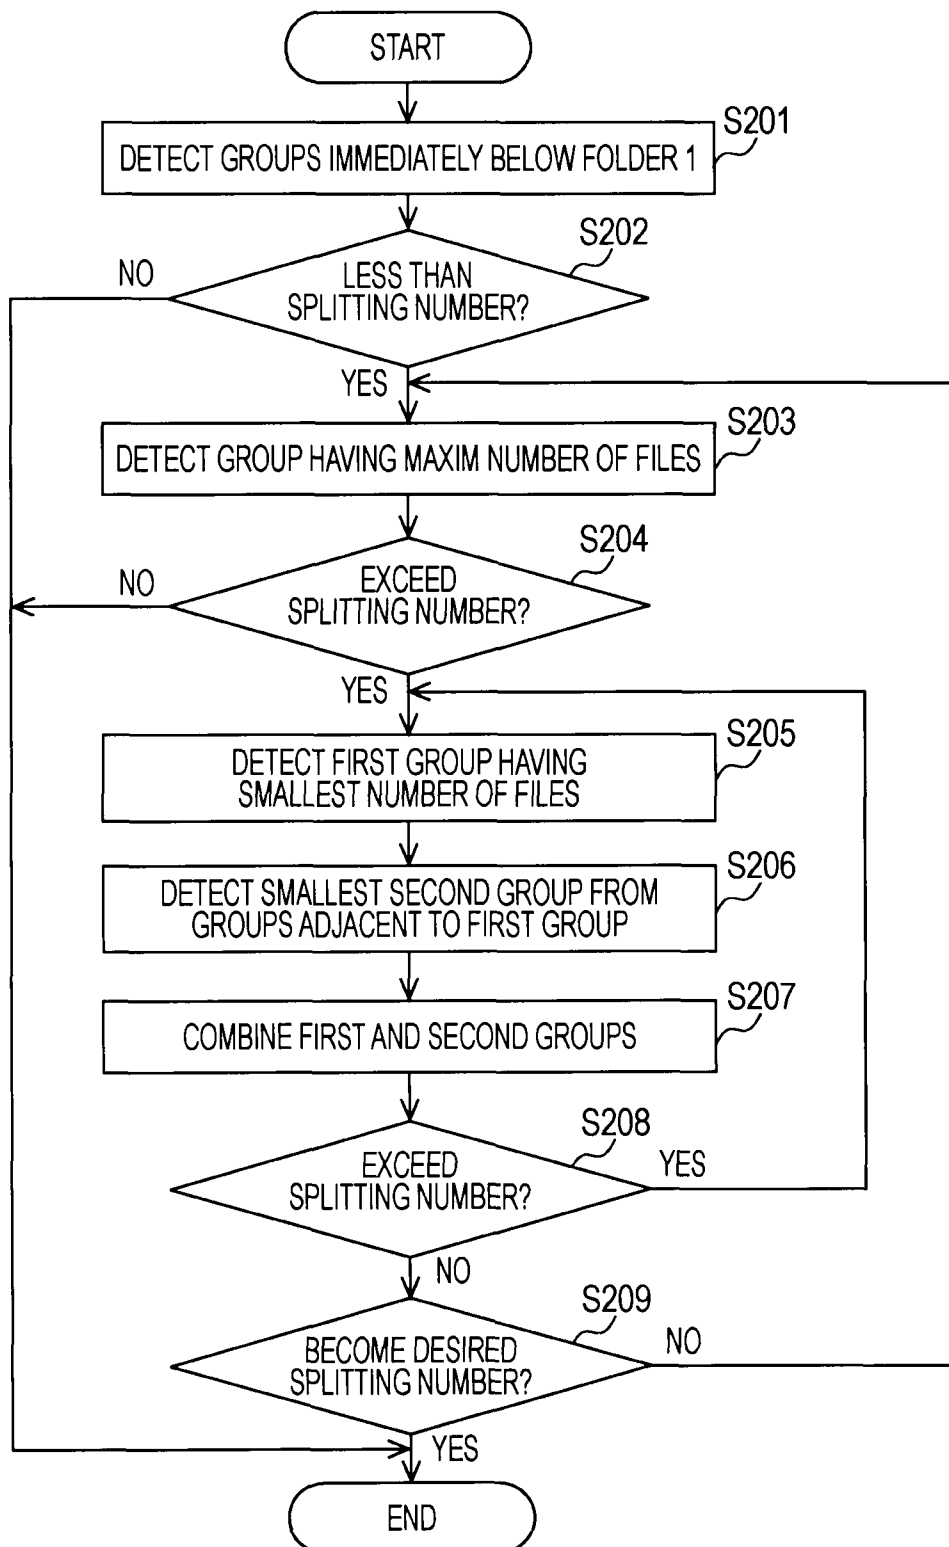 START
S201
DETECT GROUPS IMMEDIATELY BELOW FOLDER 1
S202
NO
LESS THAN
SPLITTING NUMBER?
YES
S203
DETECT GROUP HAVING MAXIM NUMBER OF FILES
S204
NO
EXCEED
SPLITTING NUMBER?
YES
S205
DETECT FIRST GROUP HAVING
SMALLEST NUMBER OF FILES
S206
DETECT SMALLEST SECOND GROUP FROM
GROUPS ADJACENT TO FIRST GROUP
S207
COMBINE FIRST AND SECOND GROUPS
S208
EXCEED
SPLITTING NUMBER?
YES
NO
S209
BECOME DESIRED
SPLITTING NUMBER?
NO
YES
END